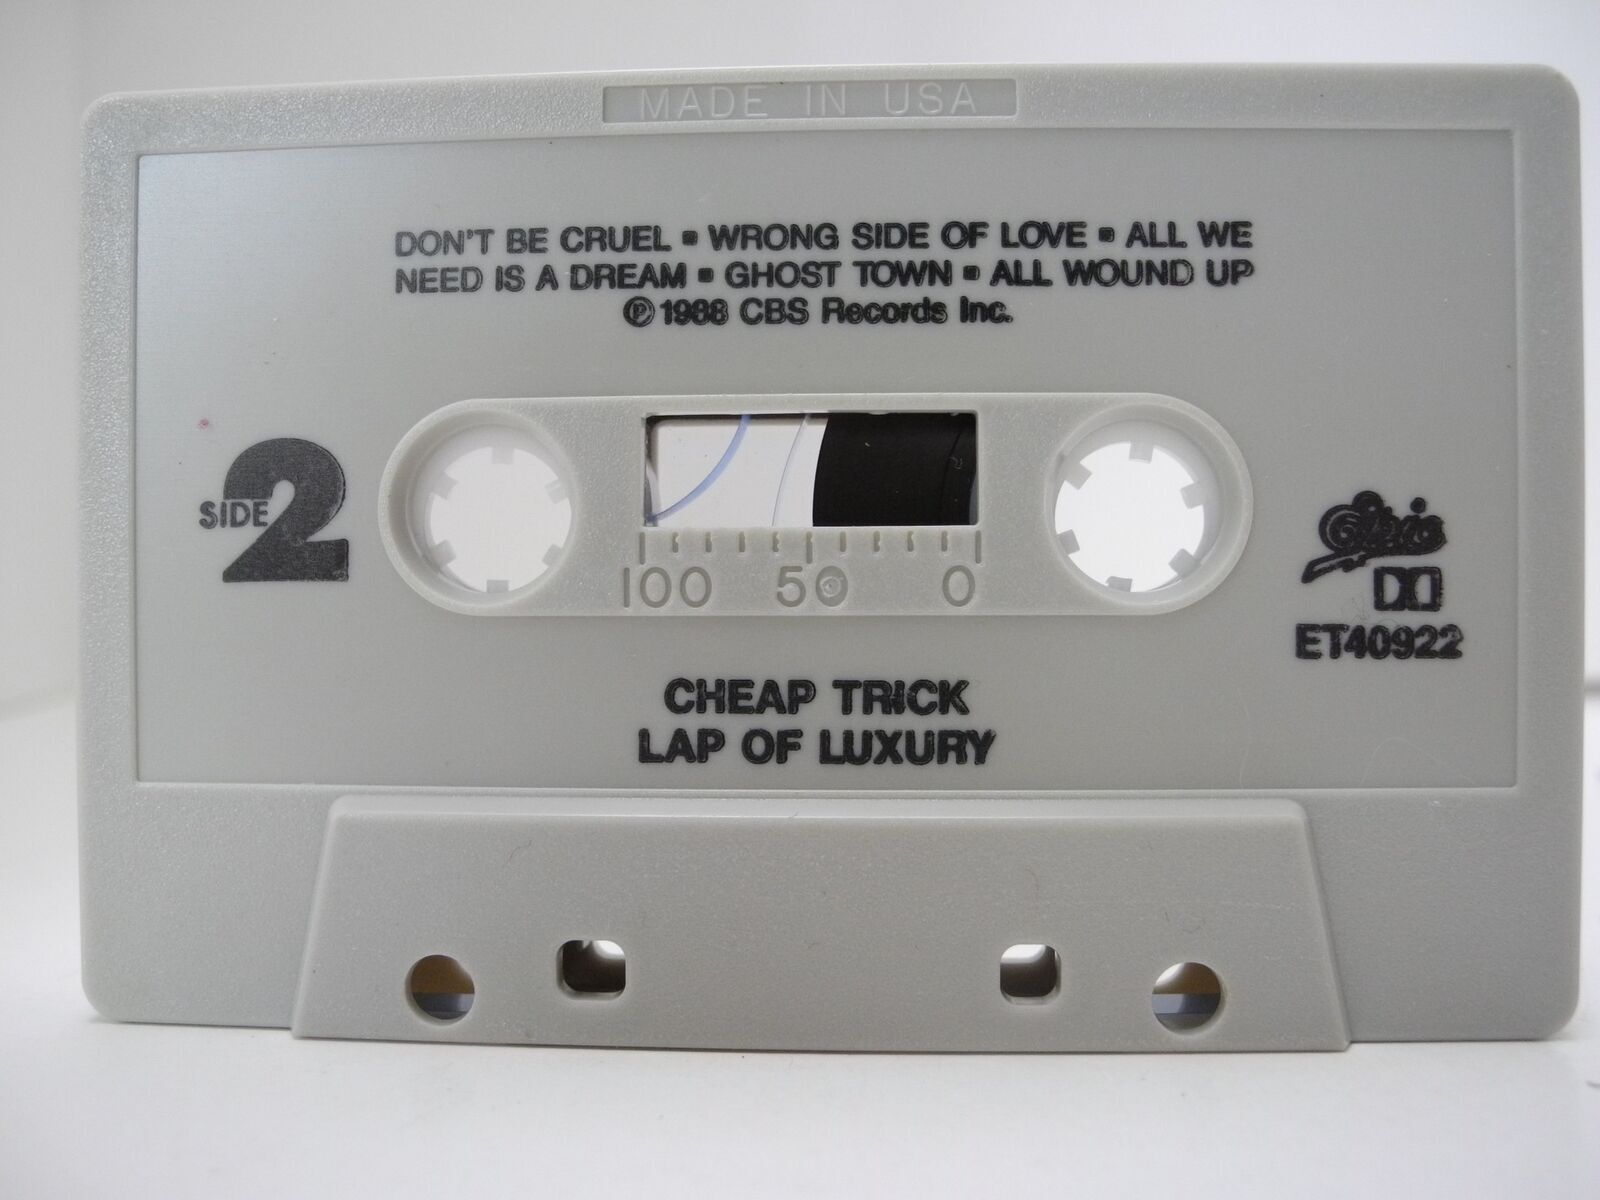 MADE IN USA
DON'T BE CRUEL ▪ WRONG SIDE OF LOVE ▪ ALL WE
NEED IS A DREAM ▪ GHOST TOWN ▪ ALL WOUND UP
℗ 1988 CBS Records Inc.
SIDE 2
100 50 0
Epic
ET40922
CHEAP TRICK
LAP OF LUXURY